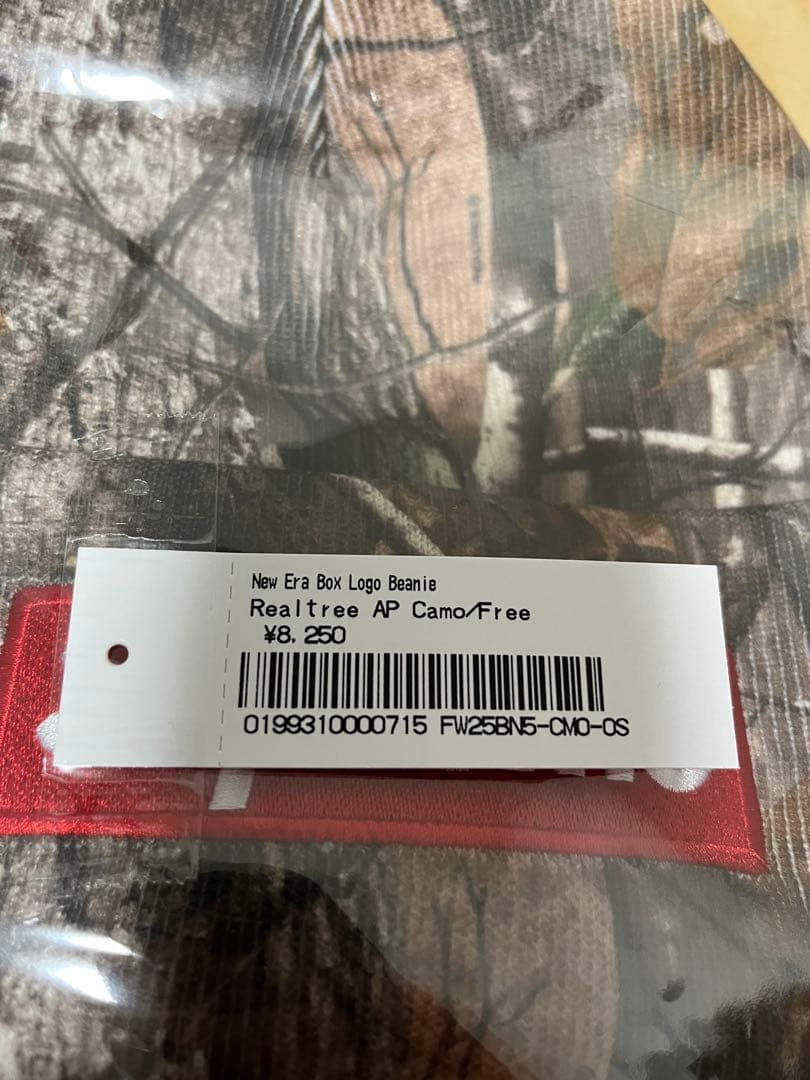 New Era Box Logo Beanie
Realtree AP Camo/Free
¥8,250
0199310000715 FW25BN5-CMO-OS